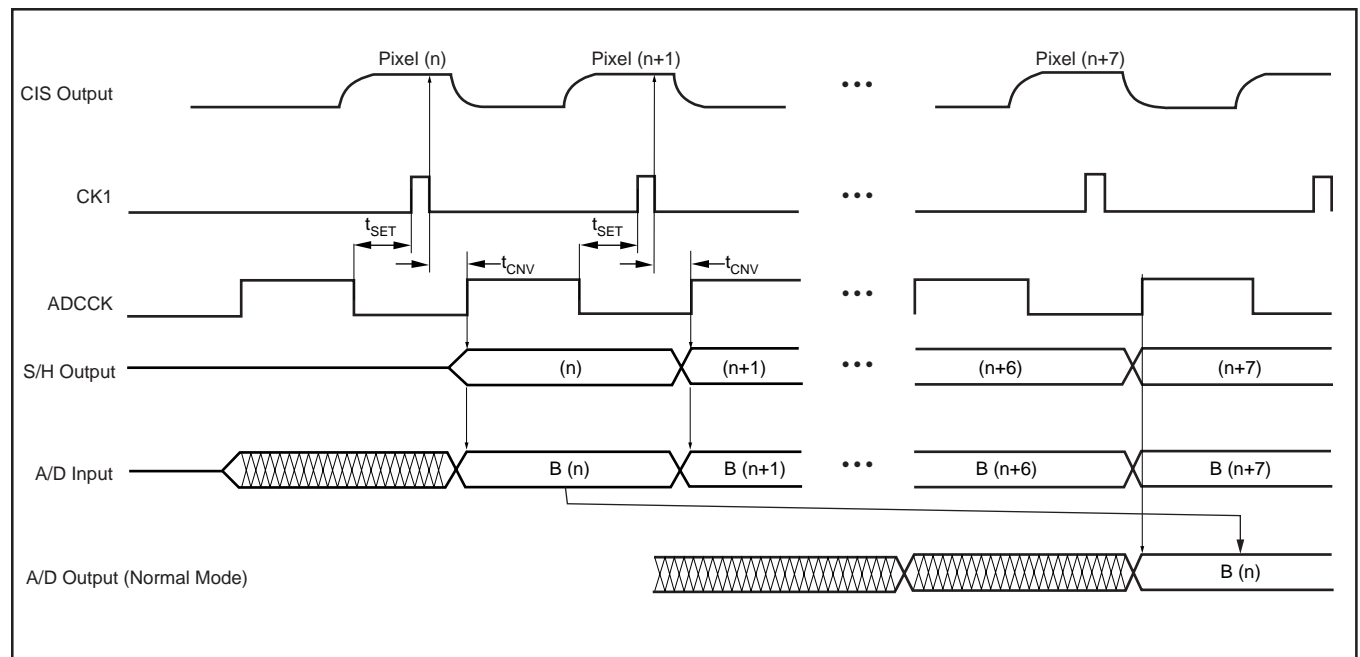 Pixel (n) Pixel (n+1) Pixel (n+7)
CIS Output •••
CK1 •••
tSET tSET
tCNV tCNV
ADCCK •••
S/H Output (n) (n+1) ••• (n+6) (n+7)
A/D Input B (n) B (n+1) ••• B (n+6) B (n+7)
A/D Output (Normal Mode) B (n)